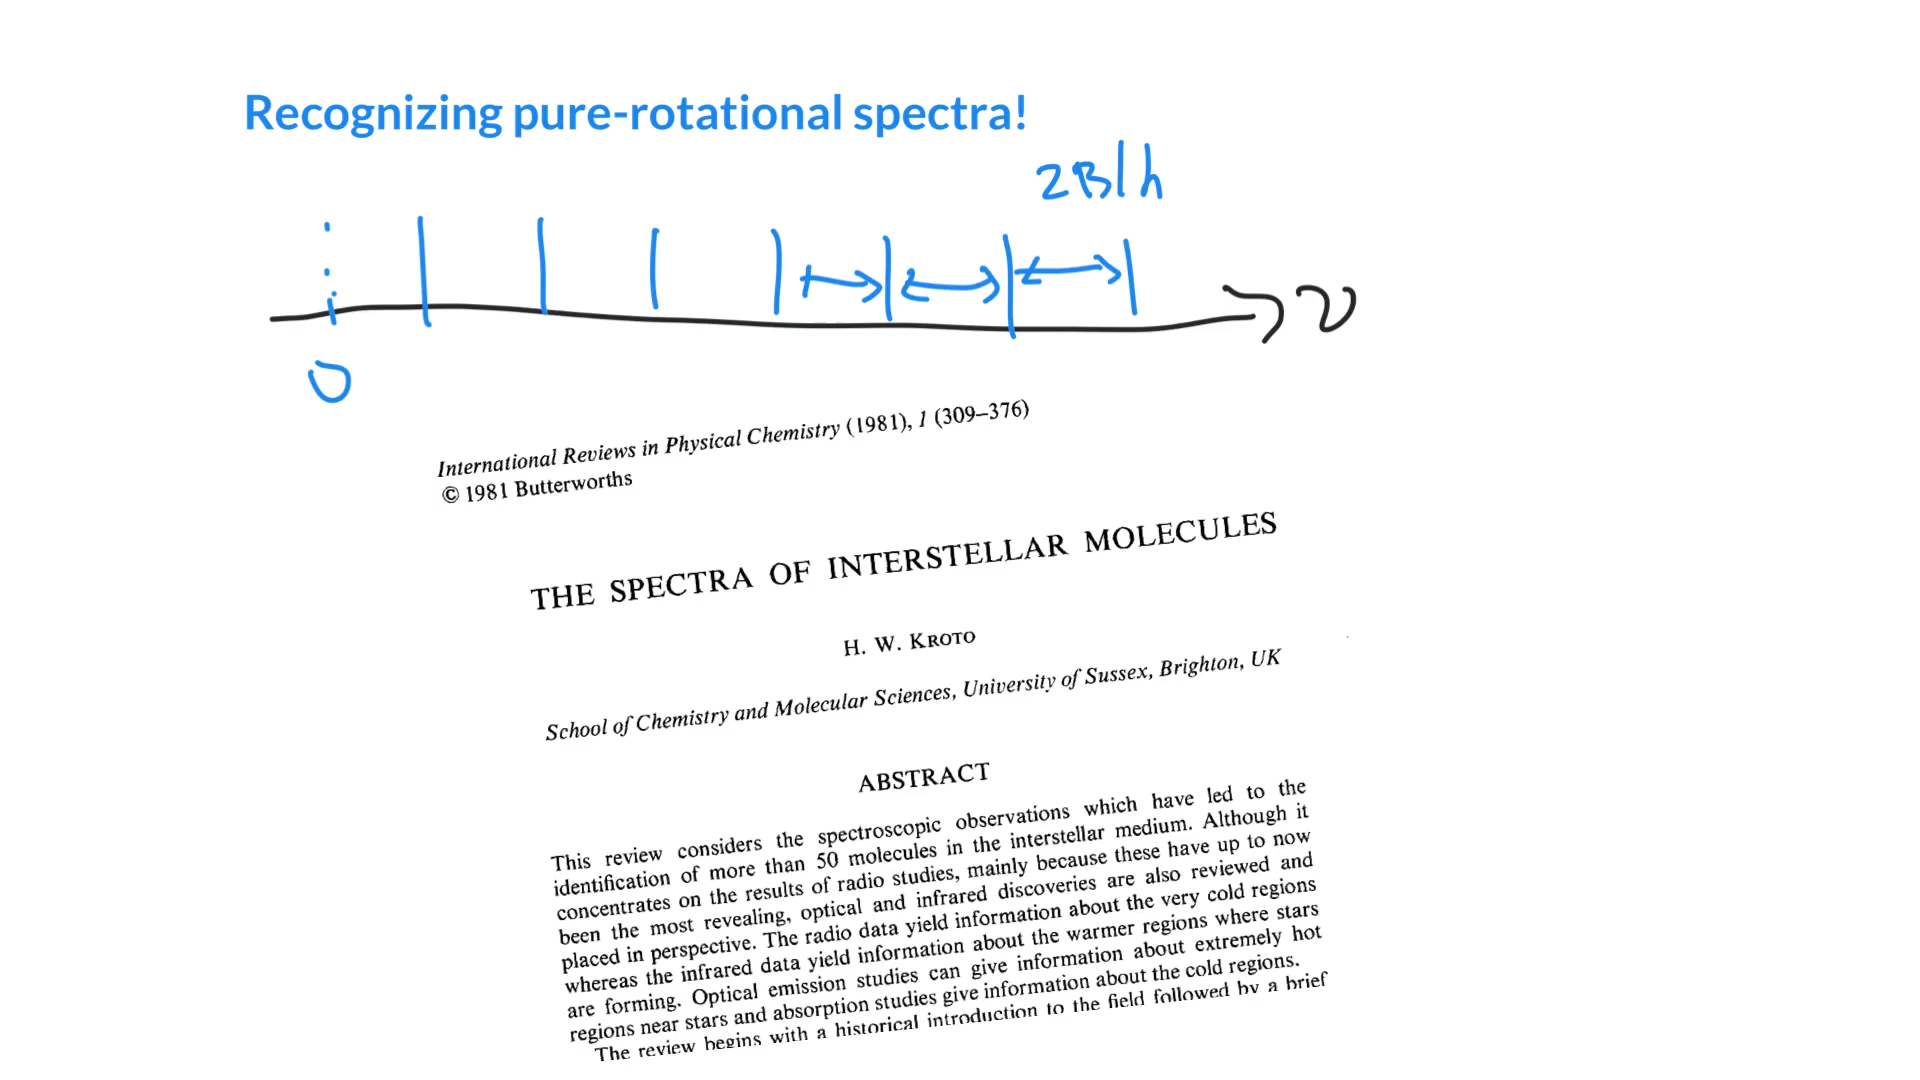 Recognizing pure-rotational spectra!
2B/h
ν
0
International Reviews in Physical Chemistry (1981), 1 (309–376)
© 1981 Butterworths
THE SPECTRA OF INTERSTELLAR MOLECULES
H. W. KROTO
School of Chemistry and Molecular Sciences, University of Sussex, Brighton, UK
ABSTRACT
This review considers the spectroscopic observations which have led to the
identification of more than 50 molecules in the interstellar medium. Although it
concentrates on the results of radio studies, mainly because these have up to now
been the most revealing, optical and infrared discoveries are also reviewed and
placed in perspective. The radio data yield information about the very cold regions
whereas the infrared data yield information about the warmer regions where stars
are forming. Optical emission studies can give information about extremely hot
regions near stars and absorption studies give information about the cold regions.
The review begins with a historical introduction to the field followed by a brief